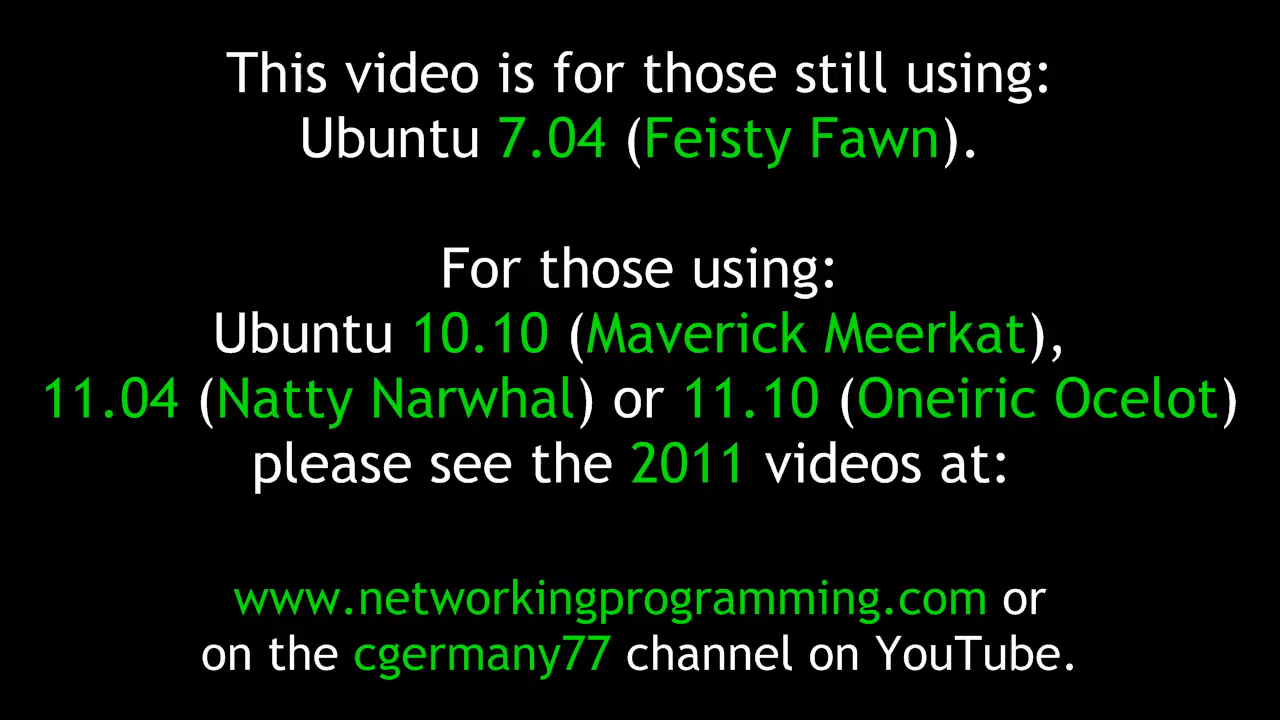 This video is for those still using:
Ubuntu 7.04 (Feisty Fawn).
For those using:
Ubuntu 10.10 (Maverick Meerkat),
11.04 (Natty Narwhal) or 11.10 (Oneiric Ocelot)
please see the 2011 videos at:
www.networkingprogramming.com or
on the cgermany77 channel on YouTube.